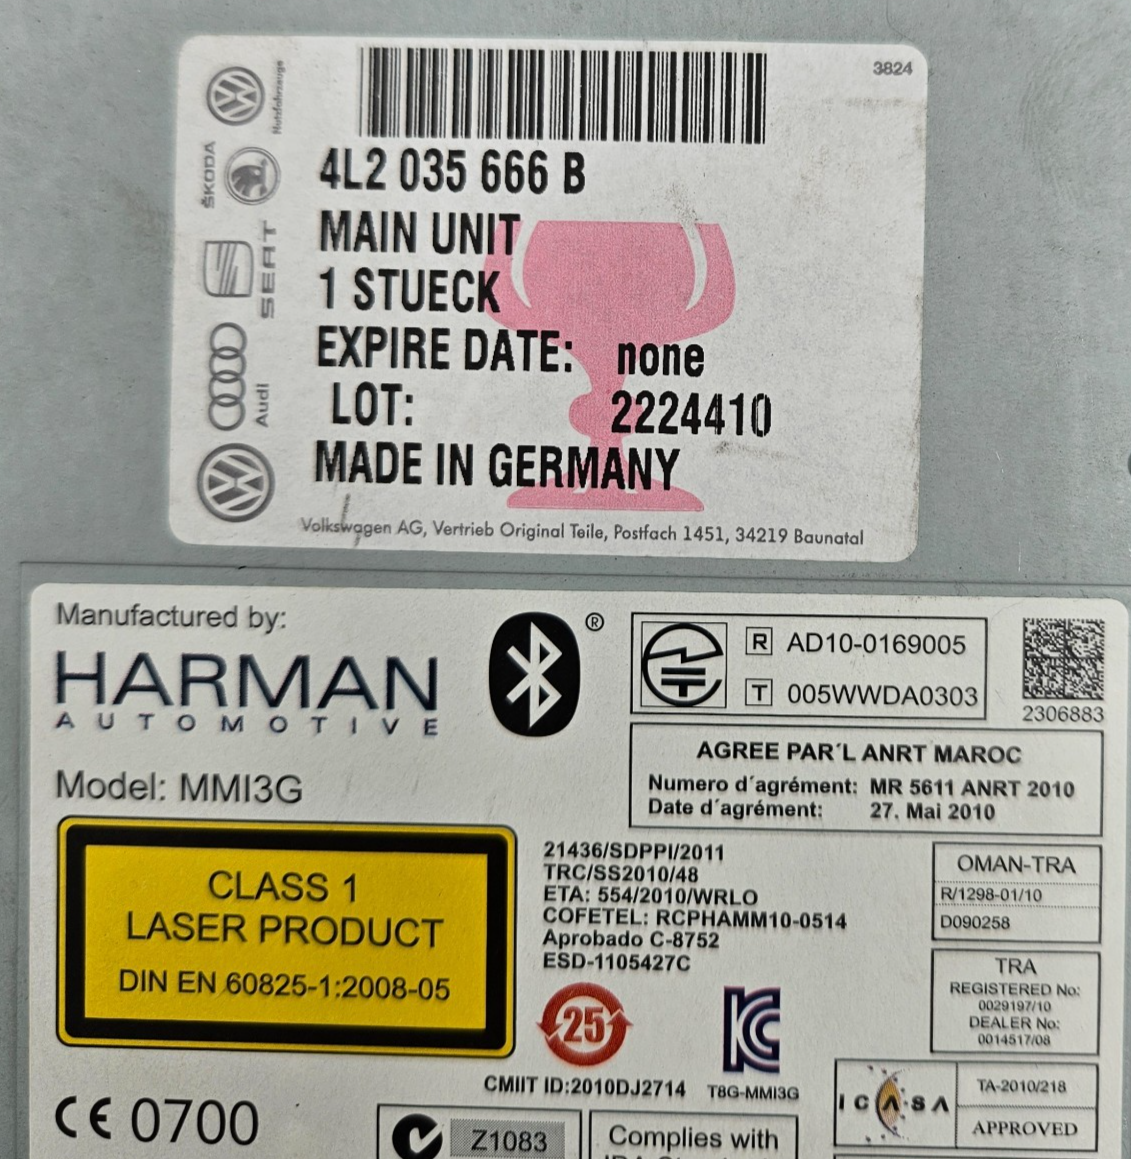 3824
Nutzfahrzeuge
ŠKODA
SEAT
Audi
4L2 035 666 B
MAIN UNIT
1 STUECK
EXPIRE DATE: none
LOT: 2224410
MADE IN GERMANY
Volkswagen AG, Vertrieb Original Teile, Postfach 1451, 34219 Baunatal
Manufactured by:
HARMAN
AUTOMOTIVE
®
Model: MMI3G
R AD10-0169005
T 005WWDA0303
2306883
AGREE PAR´L ANRT MAROC
Numero d´agrément: MR 5611 ANRT 2010
Date d´agrément: 27. Mai 2010
CLASS 1
LASER PRODUCT
DIN EN 60825-1:2008-05
21436/SDPPI/2011
TRC/SS2010/48
ETA: 554/2010/WRLO
COFETEL: RCPHAMM10-0514
Aprobado C-8752
ESD-1105427C
OMAN-TRA
R/1298-01/10
D090258
TRA
REGISTERED No:
0029197/10
DEALER No:
0014517/08
25
CMIIT ID:2010DJ2714
T8G-MMI3G
ICASA
TA-2010/218
APPROVED
CE 0700
Z1083
Complies with